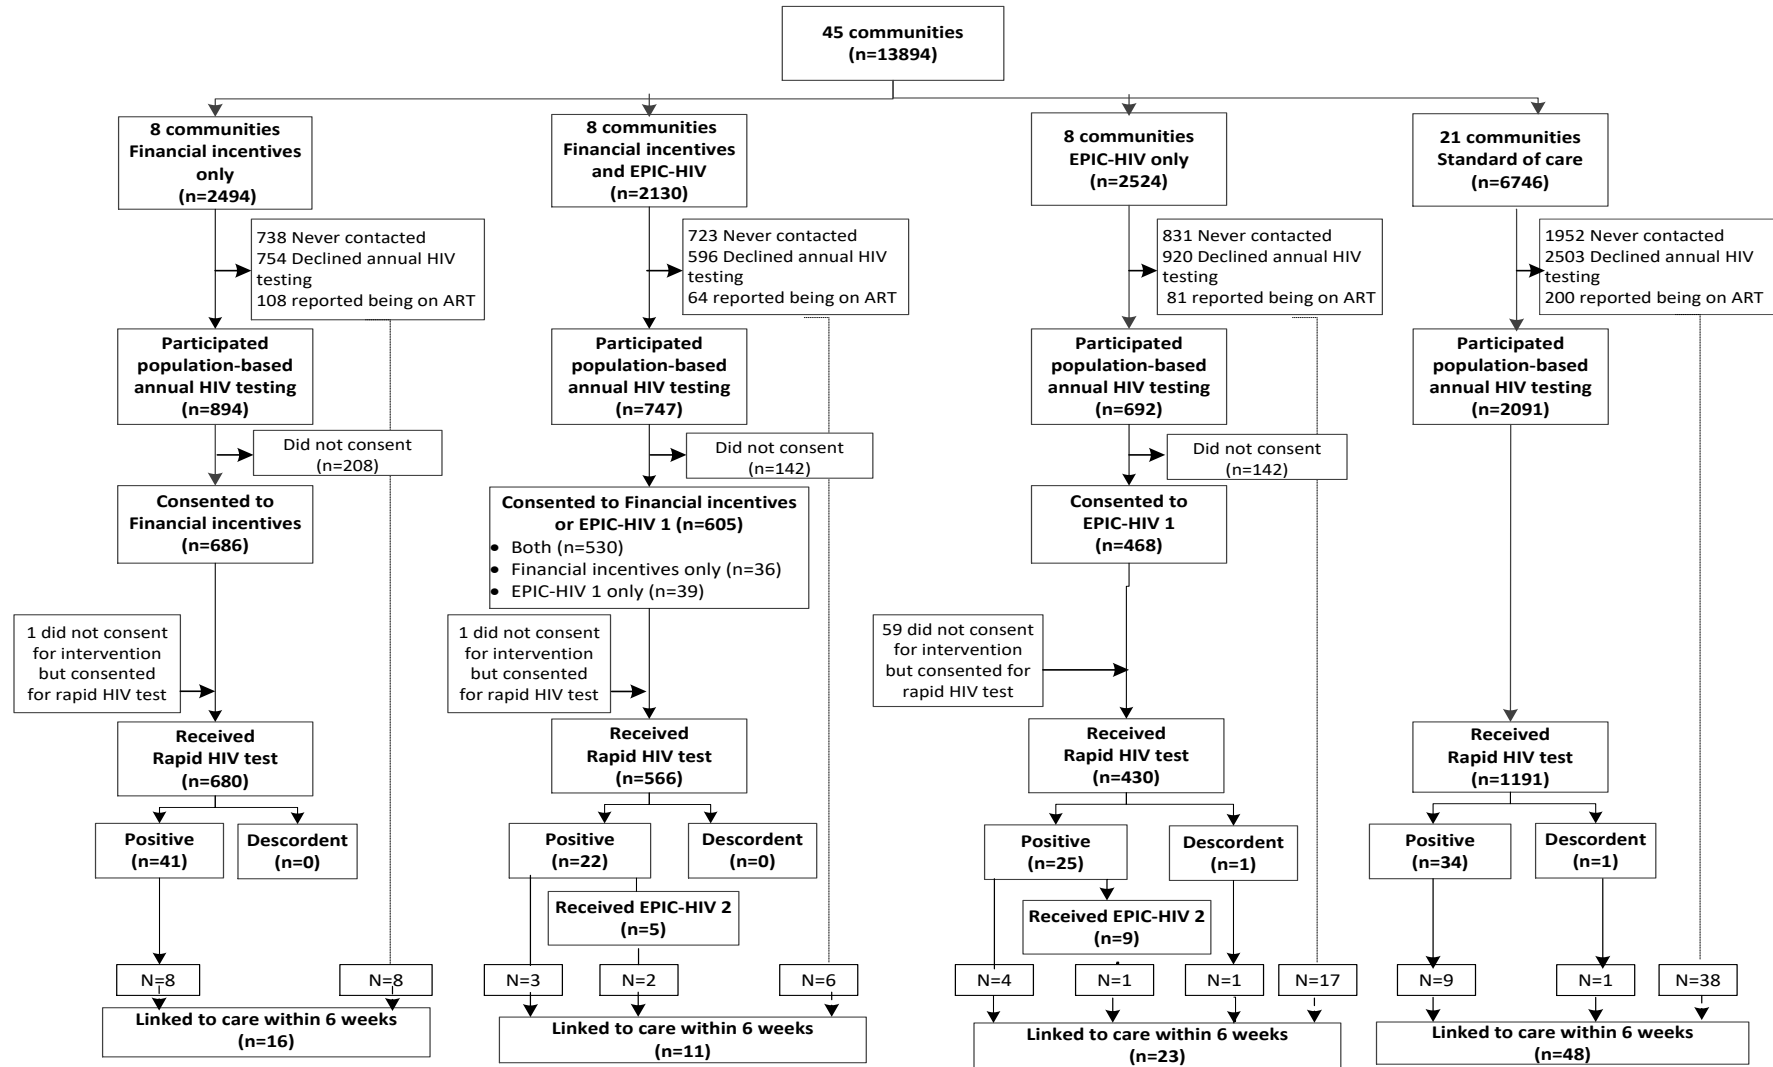 45 communities
(n=13894)
8 communities
Financial incentives
only
(n=2494)
8 communities
Financial incentives
and EPIC-HIV
(n=2130)
8 communities
EPIC-HIV only
(n=2524)
21 communities
Standard of care
(n=6746)
738 Never contacted
754 Declined annual HIV
testing
108 reported being on ART
723 Never contacted
596 Declined annual HIV
testing
64 reported being on ART
831 Never contacted
920 Declined annual HIV
testing
81 reported being on ART
1952 Never contacted
2503 Declined annual HIV
testing
200 reported being on ART
Participated
population-based
annual HIV testing
(n=894)
Participated
population-based
annual HIV testing
(n=747)
Participated
population-based
annual HIV testing
(n=692)
Participated
population-based
annual HIV testing
(n=2091)
Did not consent
(n=208)
Did not consent
(n=142)
Did not consent
(n=142)
Consented to
Financial incentives
(n=686)
Consented to Financial incentives
or EPIC-HIV 1 (n=605)
• Both (n=530)
• Financial incentives only (n=36)
• EPIC-HIV 1 only (n=39)
Consented to
EPIC-HIV 1
(n=468)
1 did not consent
for intervention
but consented
for rapid HIV test
1 did not consent
for intervention
but consented
for rapid HIV test
59 did not consent
for intervention
but consented for
rapid HIV test
Received
Rapid HIV test
(n=680)
Received
Rapid HIV test
(n=566)
Received
Rapid HIV test
(n=430)
Received
Rapid HIV test
(n=1191)
Positive
(n=41)
Descordent
(n=0)
Positive
(n=22)
Descordent
(n=0)
Positive
(n=25)
Descordent
(n=1)
Positive
(n=34)
Descordent
(n=1)
Received EPIC-HIV 2
(n=5)
Received EPIC-HIV 2
(n=9)
N=8
N=8
N=3
N=2
N=6
N=4
N=1
N=1
N=17
N=9
N=1
N=38
Linked to care within 6 weeks
(n=16)
Linked to care within 6 weeks
(n=11)
Linked to care within 6 weeks
(n=23)
Linked to care within 6 weeks
(n=48)